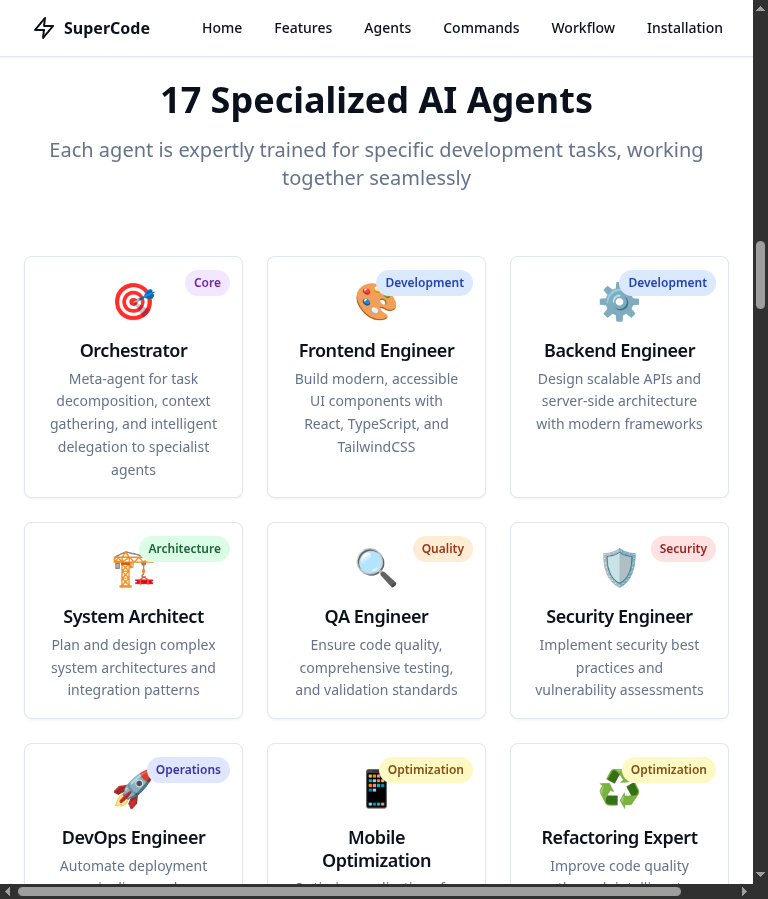 SuperCode
Home
Features
Agents
Commands
Workflow
Installation
17 Specialized AI Agents
Each agent is expertly trained for specific development tasks, working
together seamlessly
Core
Orchestrator
Meta-agent for task
decomposition, context
gathering, and intelligent
delegation to specialist
agents
Development
Frontend Engineer
Build modern, accessible
UI components with
React, TypeScript, and
TailwindCSS
Development
Backend Engineer
Design scalable APIs and
server-side architecture
with modern frameworks
Architecture
System Architect
Plan and design complex
system architectures and
integration patterns
Quality
QA Engineer
Ensure code quality,
comprehensive testing,
and validation standards
Security
Security Engineer
Implement security best
practices and
vulnerability assessments
Operations
DevOps Engineer
Automate deployment
Optimization
Mobile
Optimization
Optimization
Refactoring Expert
Improve code quality